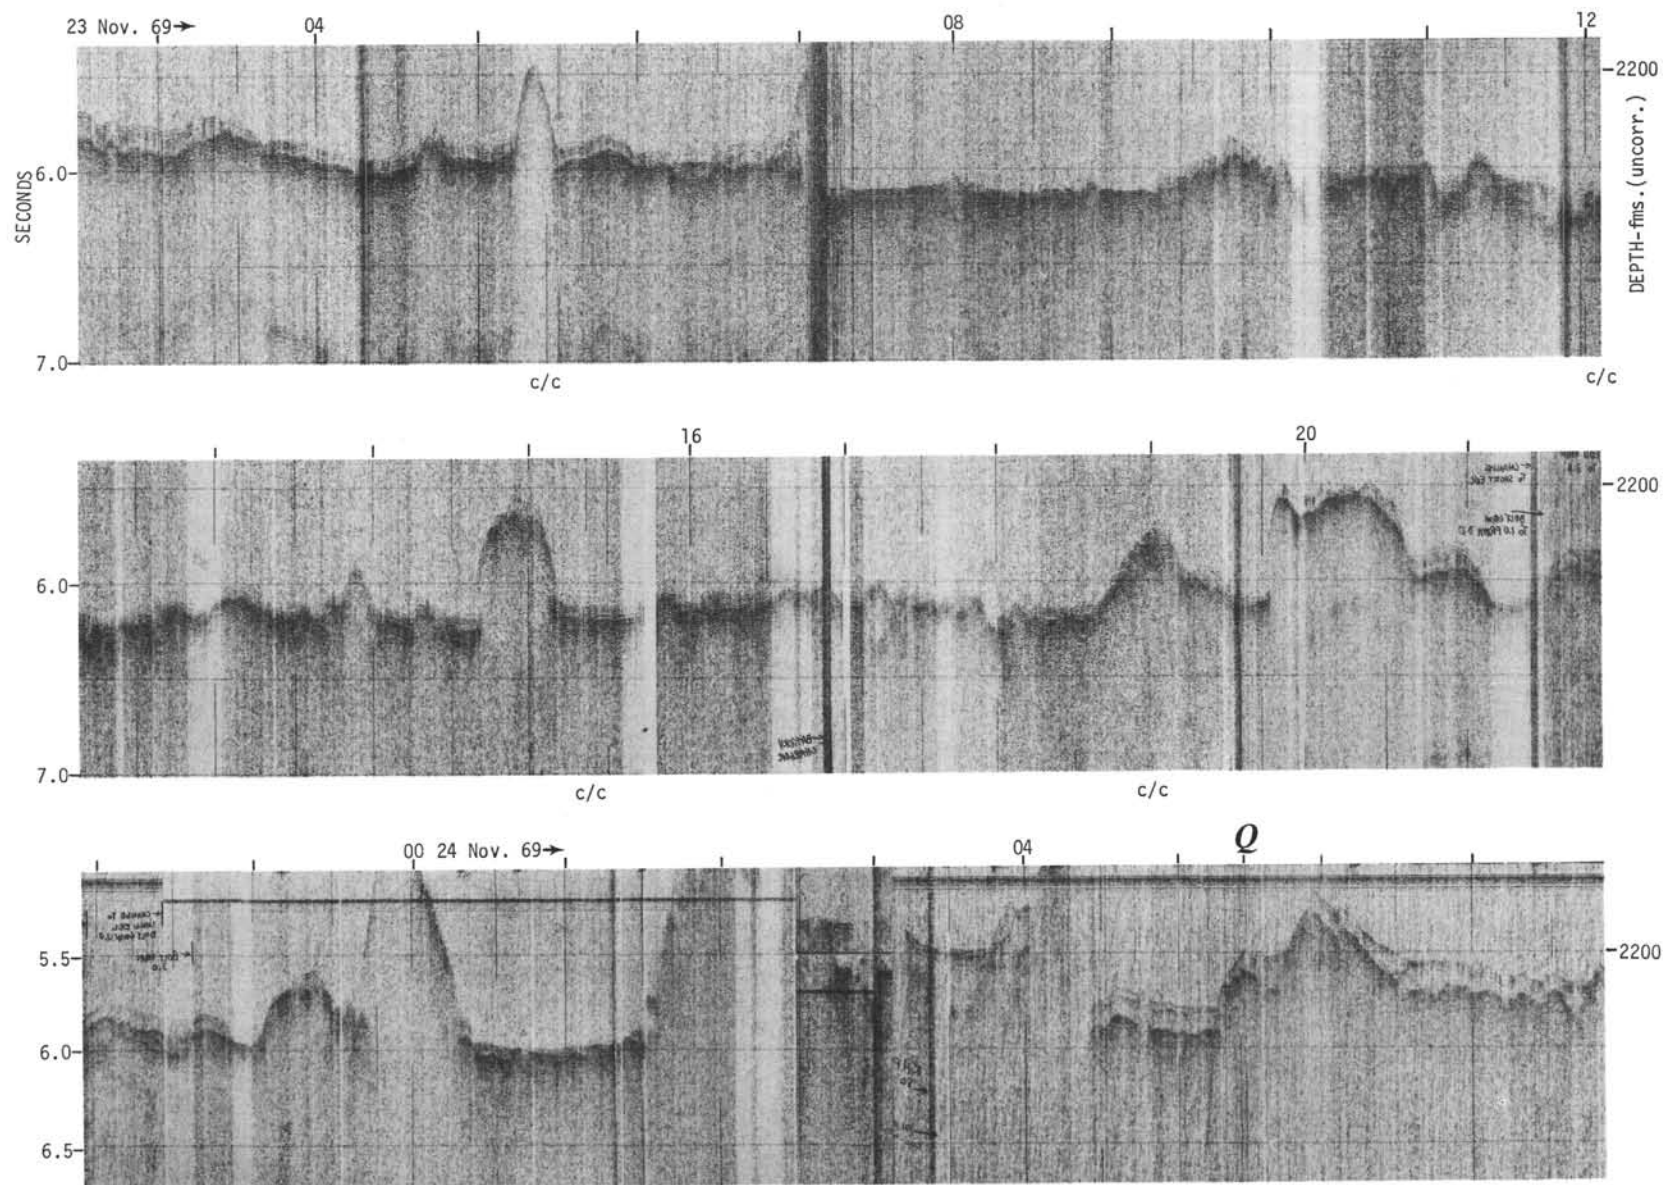 23 Nov. 69→ 04 08 12
-2200
SECONDS
6.0-
DEPTH-fms.(uncorr.)
7.0-
c/c c/c
16 20
-2200
6.0-
7.0-
c/c c/c
00 24 Nov. 69→ 04 Q
5.5-
-2200
6.0-
6.5-